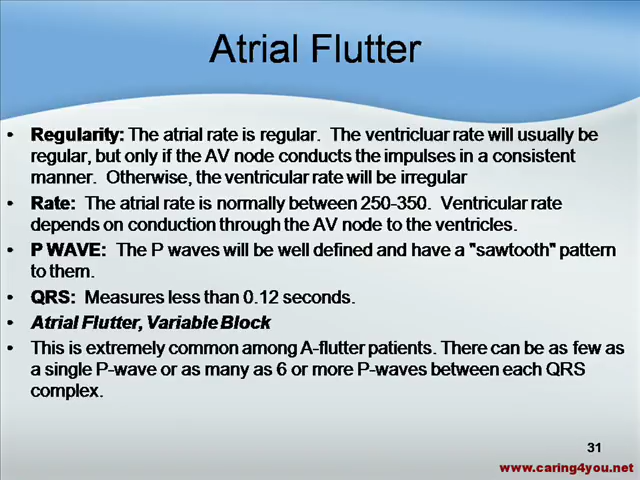 Atrial Flutter
• Regularity: The atrial rate is regular. The ventricluar rate will usually be
regular, but only if the AV node conducts the impulses in a consistent
manner. Otherwise, the ventricular rate will be irregular
• Rate: The atrial rate is normally between 250-350. Ventricular rate
depends on conduction through the AV node to the ventricles.
• P WAVE: The P waves will be well defined and have a "sawtooth" pattern
to them.
• QRS: Measures less than 0.12 seconds.
• Atrial Flutter, Variable Block
• This is extremely common among A-flutter patients. There can be as few as
a single P-wave or as many as 6 or more P-waves between each QRS
complex.
31
www.caring4you.net